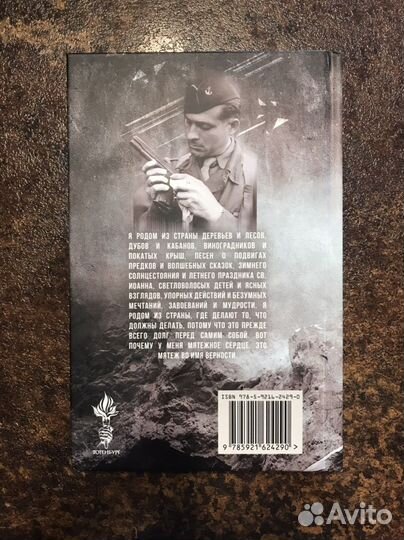 Я РОДОМ ИЗ СТРАНЫ ДЕРЕВЬЕВ И ЛЕСОВ,
ДУБОВ И КАБАНОВ, ВИНОГРАДНИКОВ И
ПОКАТЫХ КРЫШ, ПЕСЕН О ПОДВИГАХ
ПРЕДКОВ И ВОЛШЕБНЫХ СКАЗОК, ЗИМНЕГО
СОЛНЦЕСТОЯНИЯ И ЛЕТНЕГО ПРАЗДНИКА СВ.
ИОАННА, СВЕТЛОВОЛОСЫХ ДЕТЕЙ И ЯСНЫХ
ВЗГЛЯДОВ, УПОРНЫХ ДЕЙСТВИЙ И БЕЗУМНЫХ
МЕЧТАНИЙ, ЗАВОЕВАНИЙ И МУДРОСТИ. Я
РОДОМ ИЗ СТРАНЫ, ГДЕ ДЕЛАЮТ ТО, ЧТО
ДОЛЖНЫ ДЕЛАТЬ, ПОТОМУ ЧТО ЭТО ПРЕЖДЕ
ВСЕГО ДОЛГ ПЕРЕД САМИМ СОБОЙ. ВОТ
ПОЧЕМУ У МЕНЯ МЯТЕЖНОЕ СЕРДЦЕ. ЭТО
МЯТЕЖ ВО ИМЯ ВЕРНОСТИ.
ISBN 978-5-9216-2429-0
9 785921 624290 >
ТОТЕНБУРГ
Avito